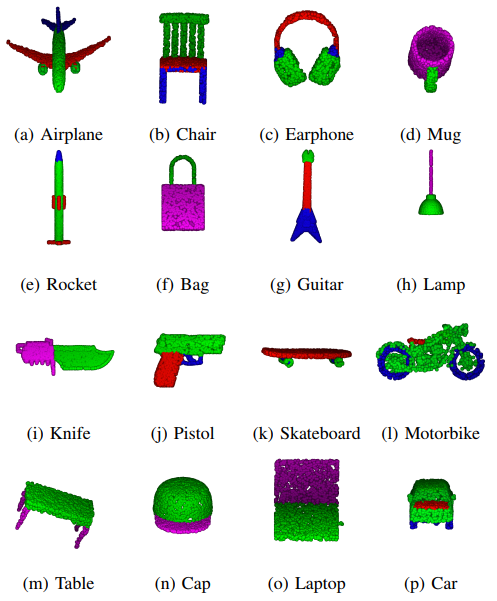 (a) Airplane (b) Chair (c) Earphone (d) Mug
(e) Rocket (f) Bag (g) Guitar (h) Lamp
(i) Knife (j) Pistol (k) Skateboard (l) Motorbike
(m) Table (n) Cap (o) Laptop (p) Car